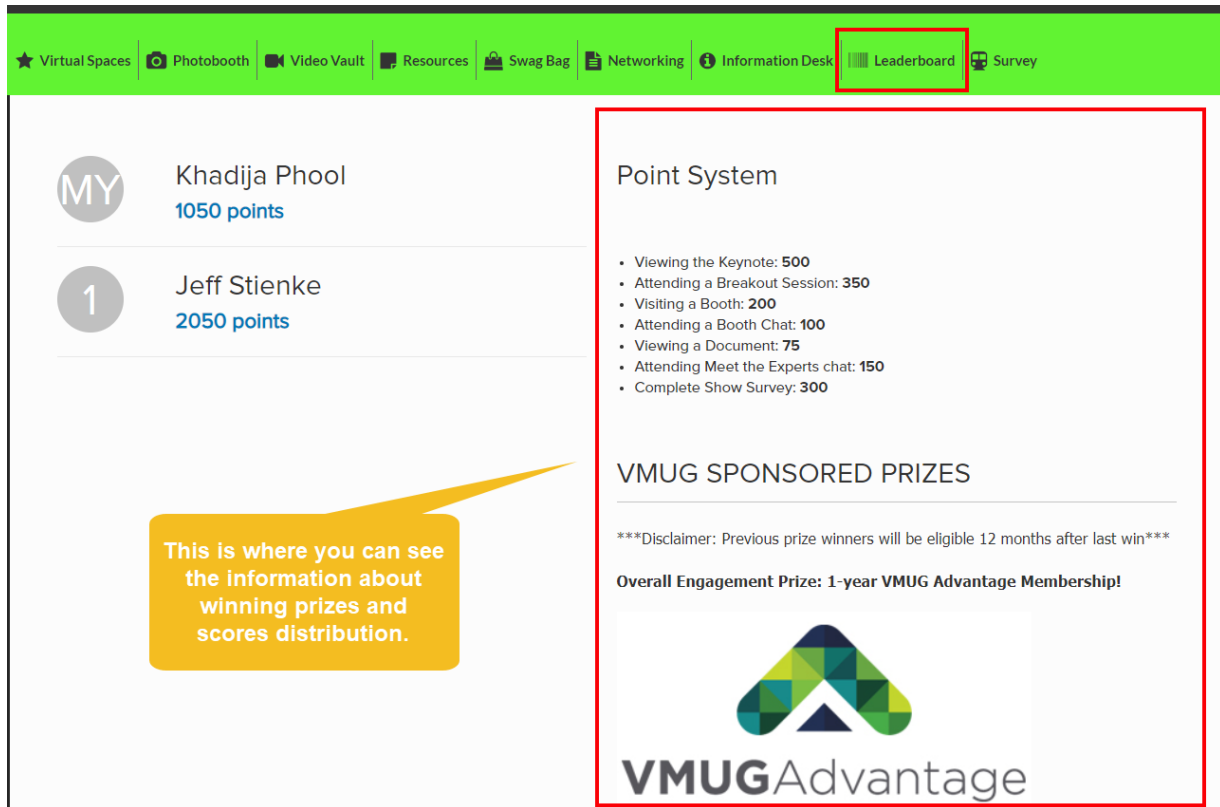 Virtual Spaces Photobooth Video Vault Resources Swag Bag Networking Information Desk Leaderboard Survey
MY
Khadija Phool
1050 points
1
Jeff Stienke
2050 points
This is where you can see
the information about
winning prizes and
scores distribution.
Point System
• Viewing the Keynote: 500
• Attending a Breakout Session: 350
• Visiting a Booth: 200
• Attending a Booth Chat: 100
• Viewing a Document: 75
• Attending Meet the Experts chat: 150
• Complete Show Survey: 300
VMUG SPONSORED PRIZES
***Disclaimer: Previous prize winners will be eligible 12 months after last win***
Overall Engagement Prize: 1-year VMUG Advantage Membership!
VMUGAdvantage